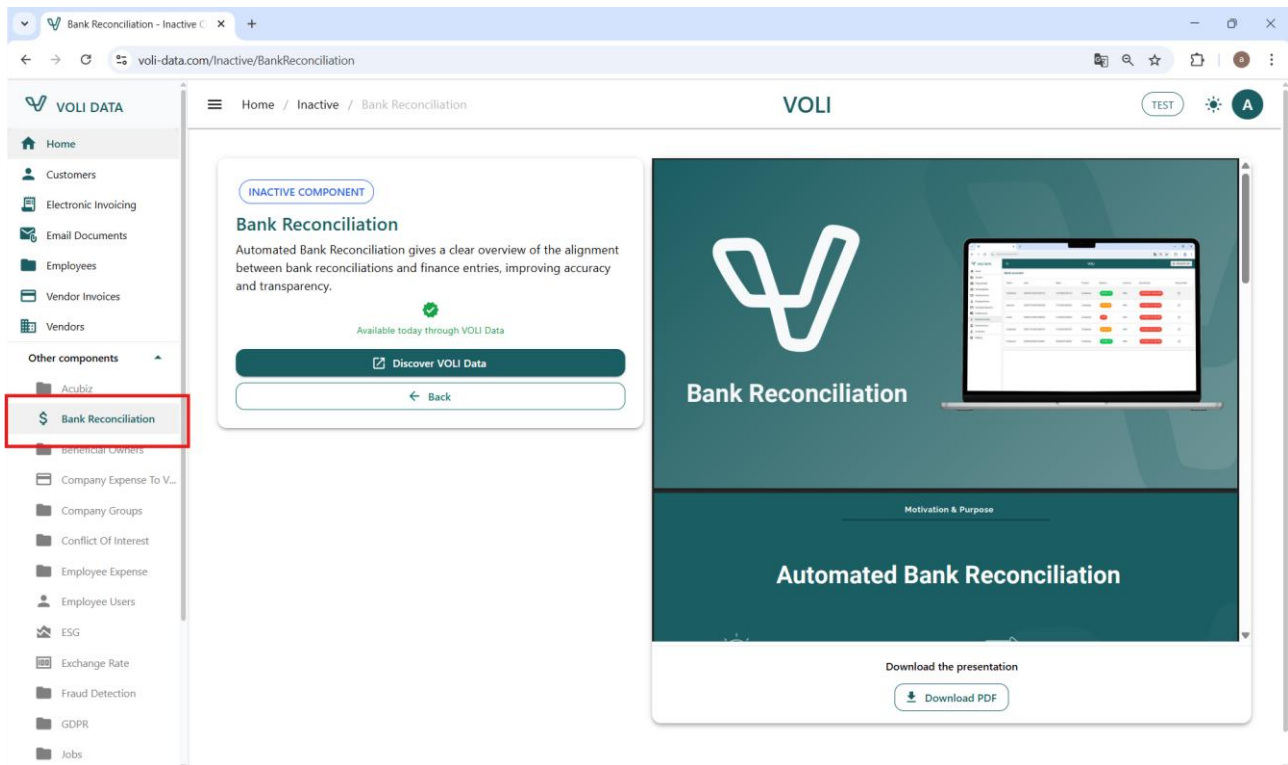 Bank Reconciliation - Inactive C
voli-data.com/Inactive/BankReconciliation
VOLI DATA
Home / Inactive / Bank Reconciliation
VOLI
TEST
A
Home
Customers
Electronic Invoicing
Email Documents
Employees
Vendor Invoices
Vendors
Other components
Acubiz
Bank Reconciliation
Beneficial Owners
Company Expense To V...
Company Groups
Conflict Of Interest
Employee Expense
Employee Users
ESG
Exchange Rate
Fraud Detection
GDPR
Jobs
INACTIVE COMPONENT
Bank Reconciliation
Automated Bank Reconciliation gives a clear overview of the alignment
between bank reconciliations and finance entries, improving accuracy
and transparency.
Available today through VOLI Data
Discover VOLI Data
Back
Bank Reconciliation
Motivation & Purpose
Automated Bank Reconciliation
Download the presentation
Download PDF